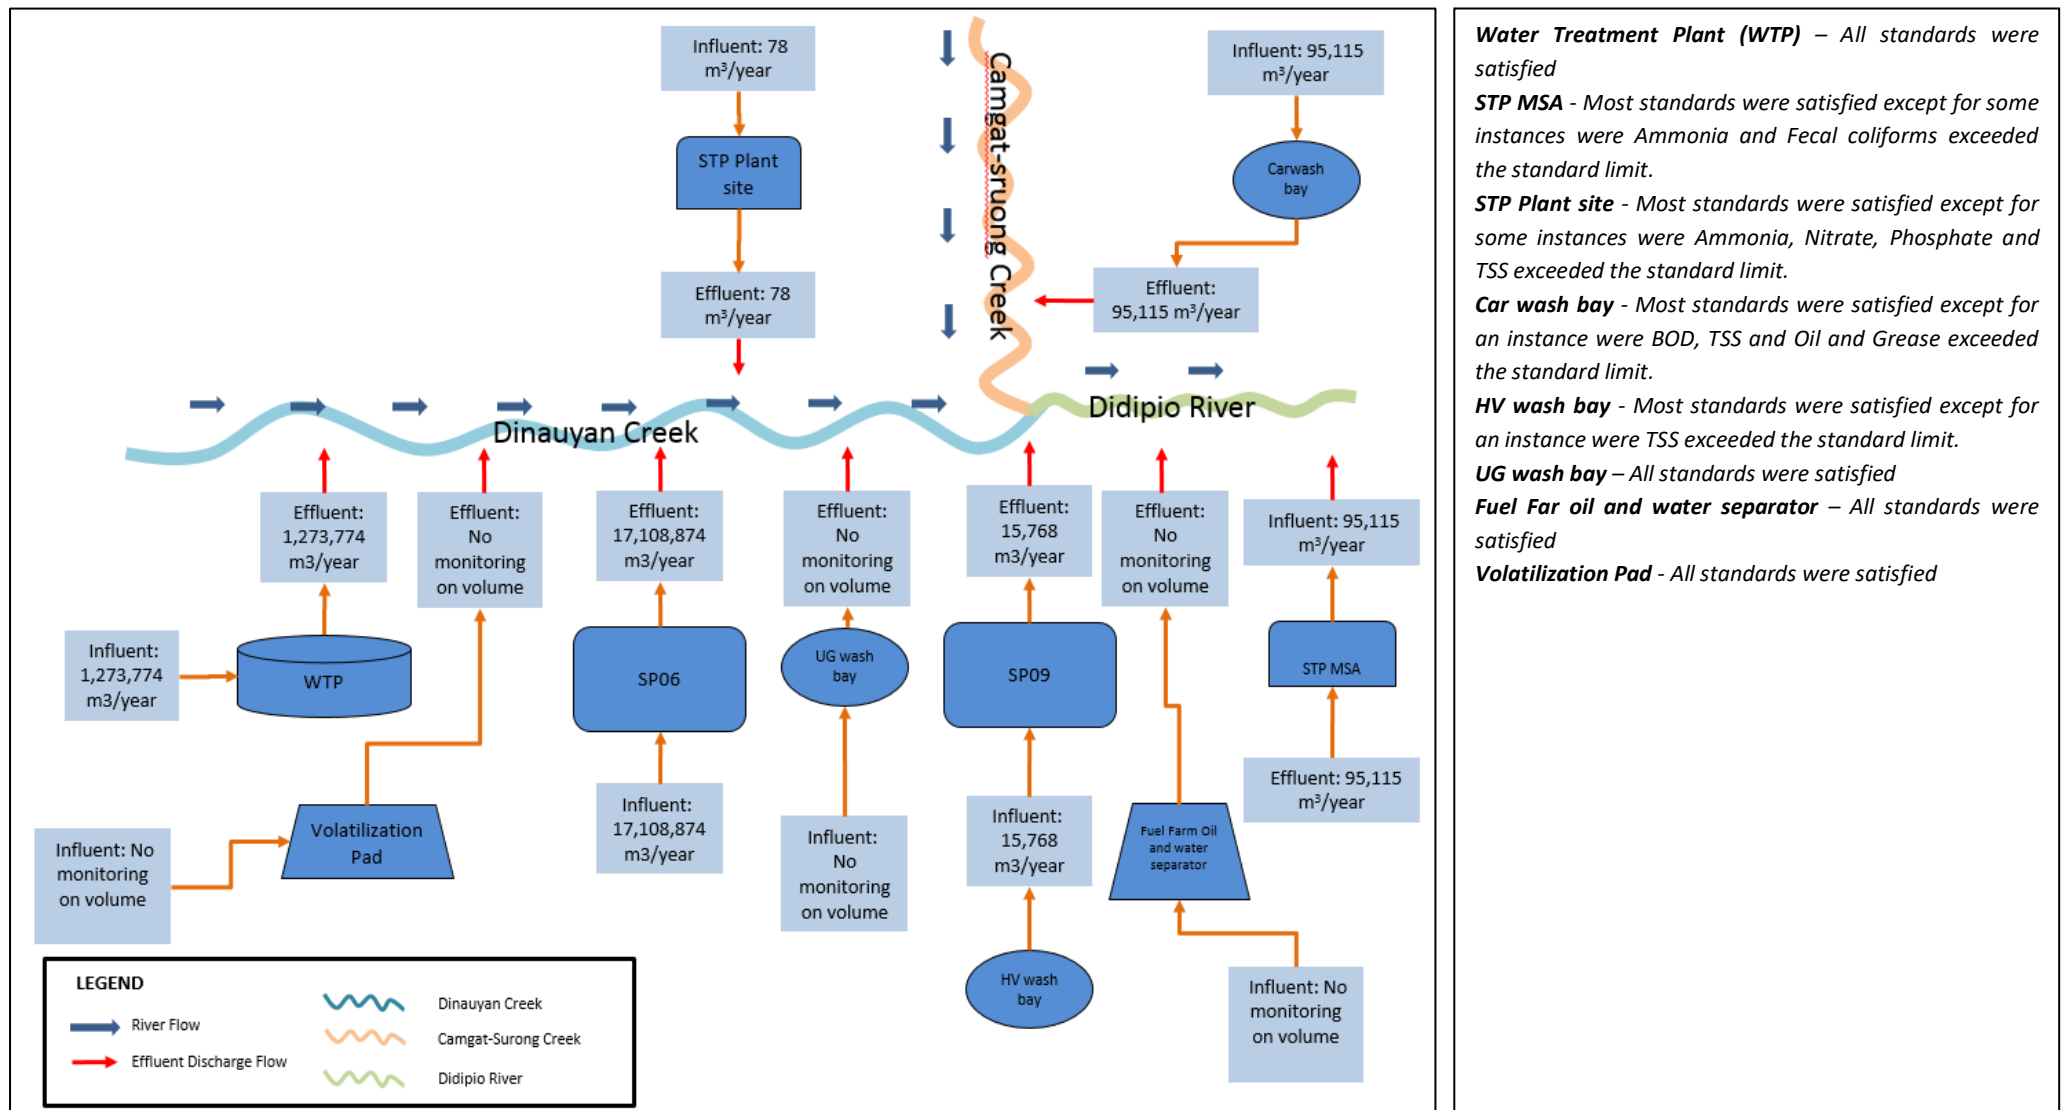 Influent: 78
m³/year
STP Plant
site
Effluent: 78
m³/year
Camgat-sruong Creek
Influent: 95,115
m³/year
Carwash
bay
Effluent:
95,115 m³/year
Dinauyan Creek
Didipio River
Effluent:
1,273,774
m3/year
Influent:
1,273,774
m3/year
WTP
Effluent:
No
monitoring
on volume
Volatilization
Pad
Influent: No
monitoring
on volume
Effluent:
17,108,874
m3/year
SP06
Influent:
17,108,874
m3/year
Effluent:
No
monitoring
on volume
UG wash
bay
Influent:
No
monitoring
on volume
Effluent:
15,768
m3/year
SP09
Influent:
15,768
m3/year
HV wash
bay
Effluent:
No
monitoring
on volume
Fuel Farm Oil
and water
separator
Influent: No
monitoring
on volume
Influent: 95,115
m³/year
STP MSA
Effluent: 95,115
m³/year
LEGEND
River Flow
Effluent Discharge Flow
Dinauyan Creek
Camgat-Surong Creek
Didipio River
Water Treatment Plant (WTP) – All standards were
satisfied
STP MSA - Most standards were satisfied except for some
instances were Ammonia and Fecal coliforms exceeded
the standard limit.
STP Plant site - Most standards were satisfied except for
some instances were Ammonia, Nitrate, Phosphate and
TSS exceeded the standard limit.
Car wash bay - Most standards were satisfied except for
an instance were BOD, TSS and Oil and Grease exceeded
the standard limit.
HV wash bay - Most standards were satisfied except for
an instance were TSS exceeded the standard limit.
UG wash bay – All standards were satisfied
Fuel Far oil and water separator – All standards were
satisfied
Volatilization Pad - All standards were satisfied